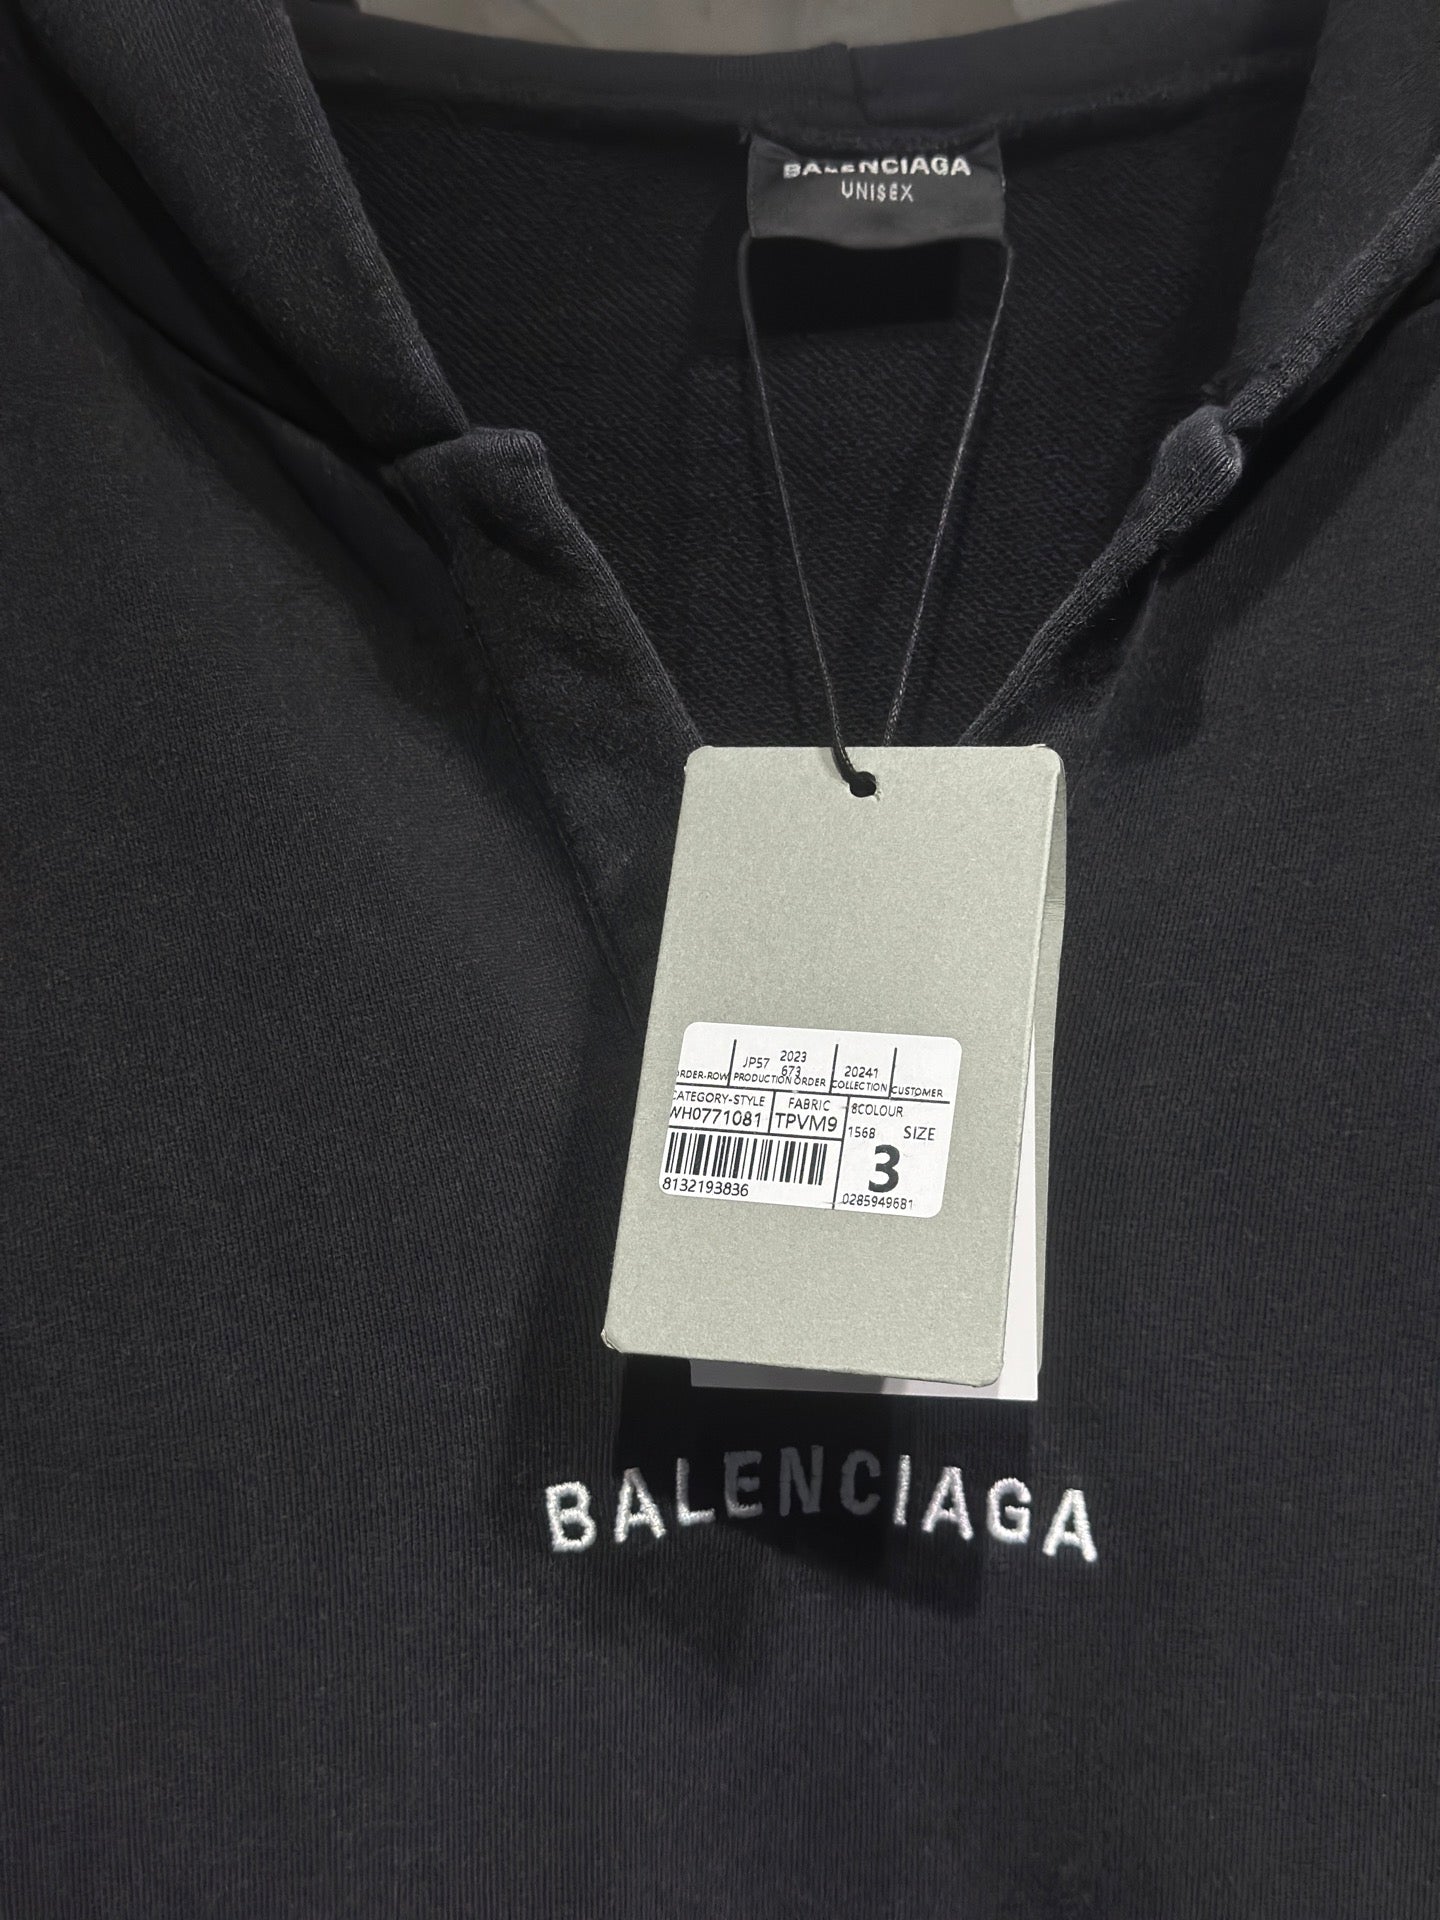 BALENCIAGA
UNISEX
JP57 2023 673 20241
ORDER-ROW PRODUCTION ORDER COLLECTION CUSTOMER
CATEGORY-STYLE FABRIC 8COLOUR
WH0771081 TPVM9 1568 SIZE
3
8132193836 0285949681
BALENCIAGA